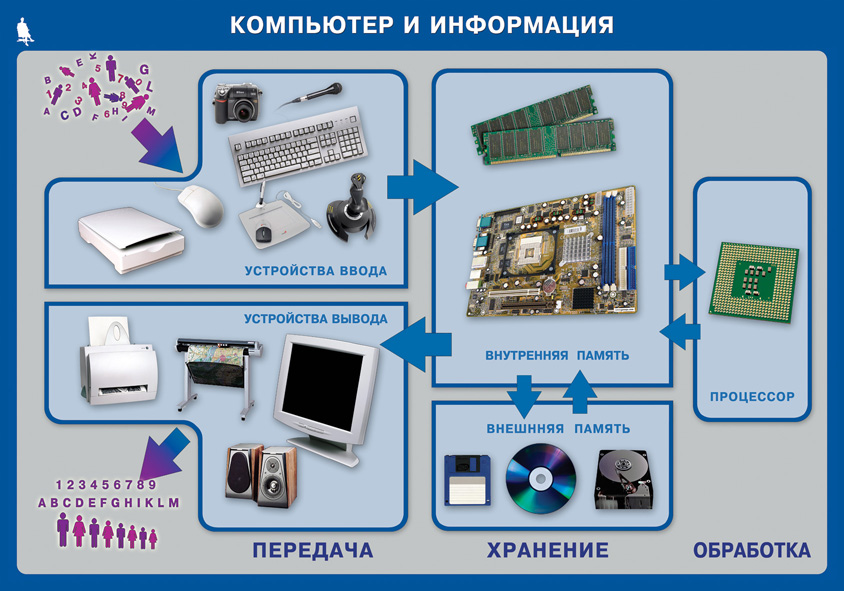 КОМПЬЮТЕР И ИНФОРМАЦИЯ
УСТРОЙСТВА ВВОДА
УСТРОЙСТВА ВЫВОДА
ВНУТРЕННЯЯ ПАМЯТЬ
ПРОЦЕССОР
ВНЕШННЯЯ ПАМЯТЬ
1 2 3 4 5 6 7 8 9
A B C D E F G H I K L M
ПЕРЕДАЧА
ХРАНЕНИЕ
ОБРАБОТКА